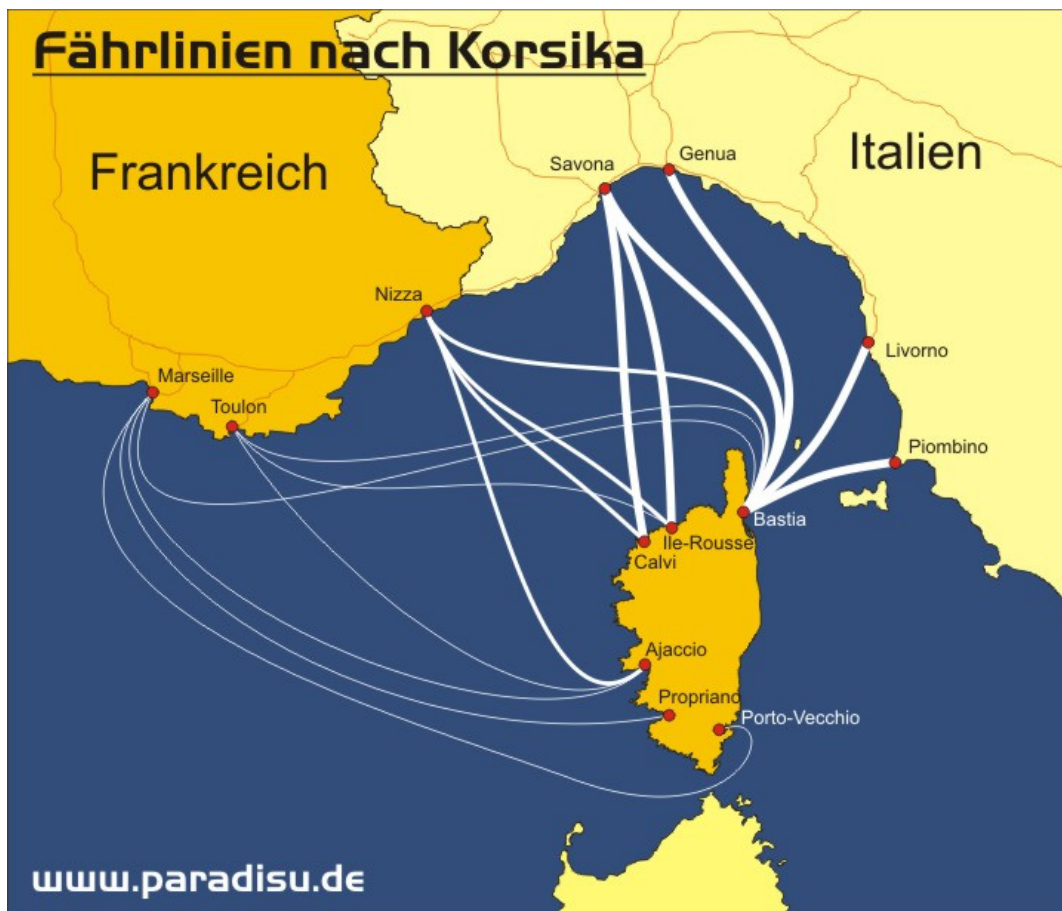 Fährlinien nach Korsika
Frankreich
Italien
Savona
Genua
Nizza
Marseille
Toulon
Livorno
Piombino
Bastia
Ile-Rousse
Calvi
Ajaccio
Propriano
Porto-Vecchio
www.paradisu.de